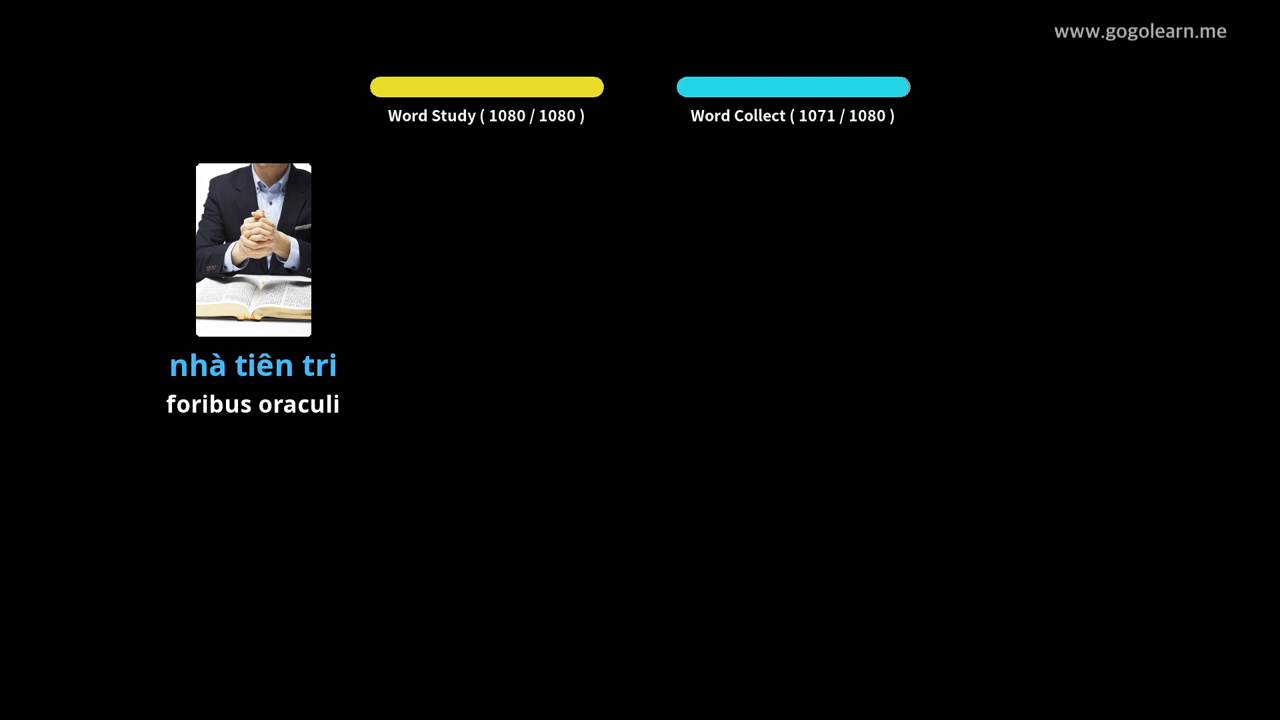 www.gogolearn.me
Word Study ( 1080 / 1080 )
Word Collect ( 1071 / 1080 )
nhà tiên tri
foribus oraculi